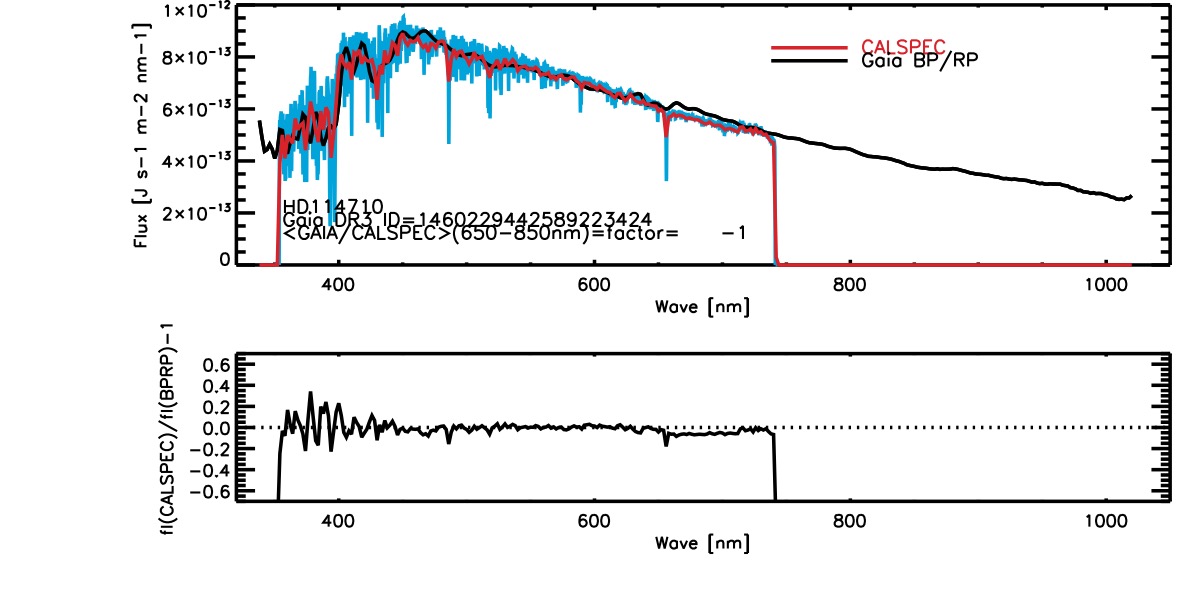 1×10−12
8×10−13
6×10−13
4×10−13
2×10−13
0
Flux [J s−1 m−2 nm−1]
CALSPEC
Gaia BP/RP
HD114710
Gaia DR3 ID=1460229442589223424
<GAIA/CALSPEC>(650−850nm)=factor= −1
400 600 800 1000
Wave [nm]
fl(CALSPEC)/fl(BPRP)−1
0.6
0.4
0.2
0.0
−0.2
−0.4
−0.6
400 600 800 1000
Wave [nm]